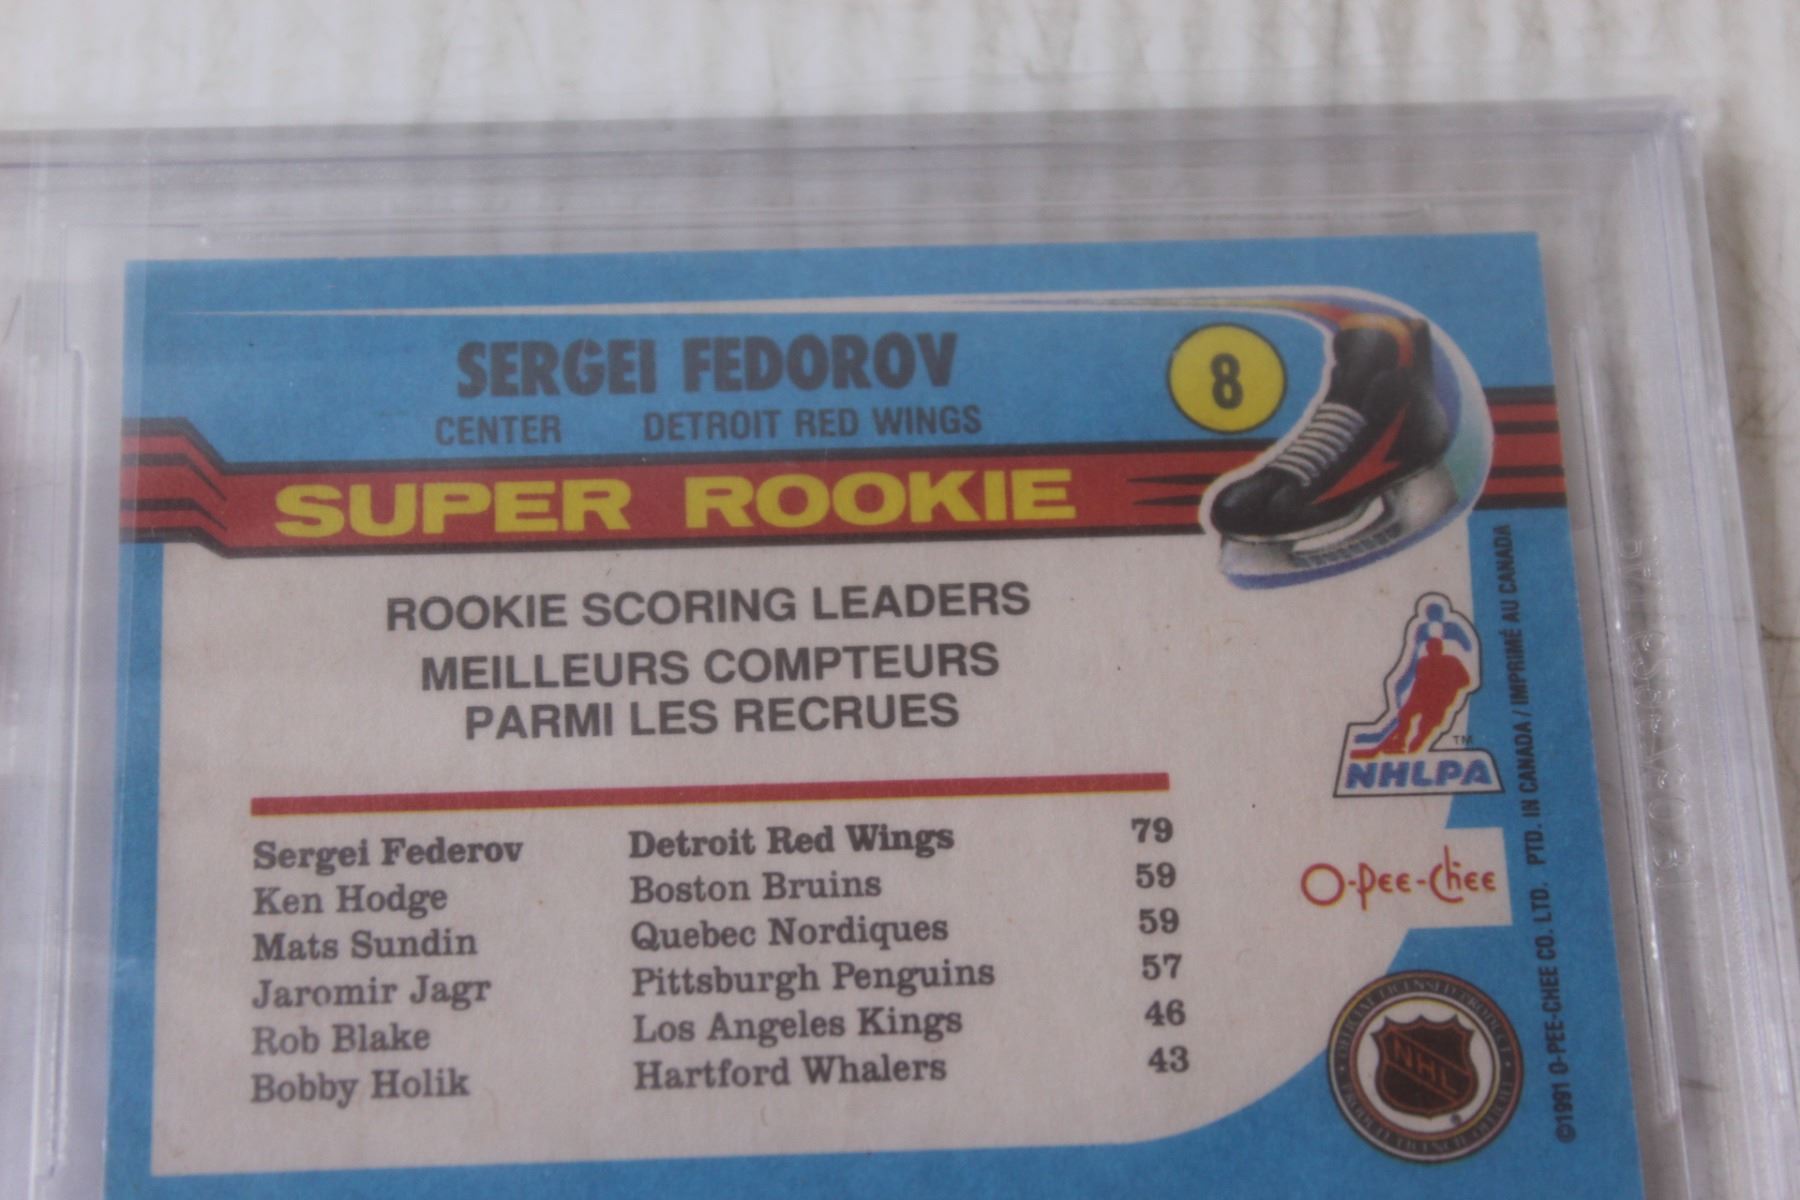 SERGEI FEDOROV
8
CENTER DETROIT RED WINGS
SUPER ROOKIE
ROOKIE SCORING LEADERS
MEILLEURS COMPTEURS
PARMI LES RECRUES
Sergei Federov Detroit Red Wings 79
Ken Hodge Boston Bruins 59
Mats Sundin Quebec Nordiques 59
Jaromir Jagr Pittsburgh Penguins 57
Rob Blake Los Angeles Kings 46
Bobby Holik Hartford Whalers 43
TM
NHLPA
O-Pee-Chee
NHL
©1991 O-PEE-CHEE CO. LTD. PTD. IN CANADA / IMPRIMÉ AU CANADA